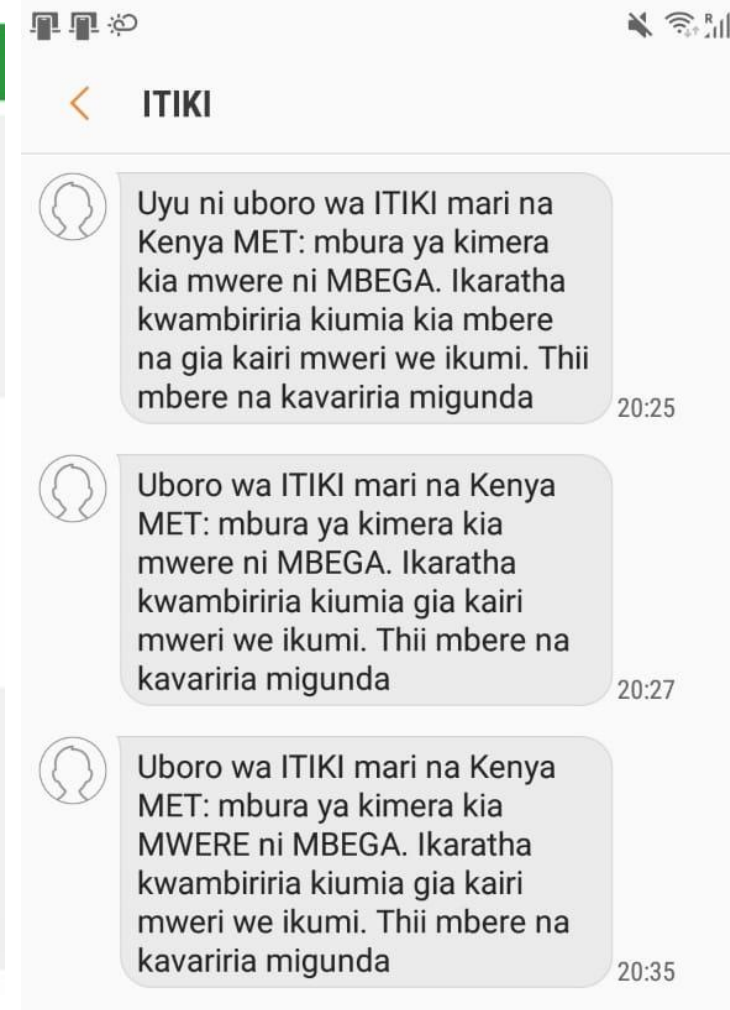 ITIKI
Uyu ni uboro wa ITIKI mari na
Kenya MET: mbura ya kimera
kia mwere ni MBEGA. Ikaratha
kwambiriria kiumia kia mbere
na gia kairi mweri we ikumi. Thii
mbere na kavariria migunda
20:25
Uboro wa ITIKI mari na Kenya
MET: mbura ya kimera kia
mwere ni MBEGA. Ikaratha
kwambiriria kiumia gia kairi
mweri we ikumi. Thii mbere na
kavariria migunda
20:27
Uboro wa ITIKI mari na Kenya
MET: mbura ya kimera kia
MWERE ni MBEGA. Ikaratha
kwambiriria kiumia gia kairi
mweri we ikumi. Thii mbere na
kavariria migunda
20:35